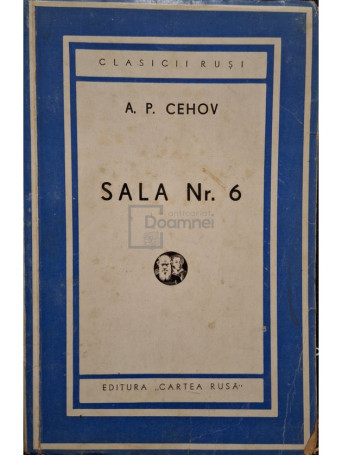 CLASICII RUȘI
A. P. CEHOV
SALA Nr. 6
Doamnei
EDITURA „CARTEA RUSĂ"